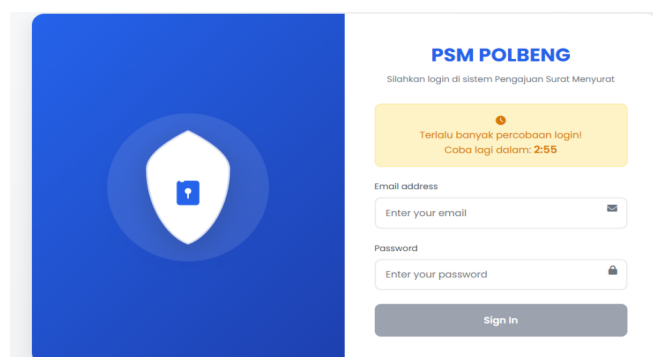 PSM POLBENG
Silahkan login di sistem Pengajuan Surat Menyurat
Terlalu banyak percobaan login!
Coba lagi dalam: 2:55
Email address
Enter your email
Password
Enter your password
Sign In